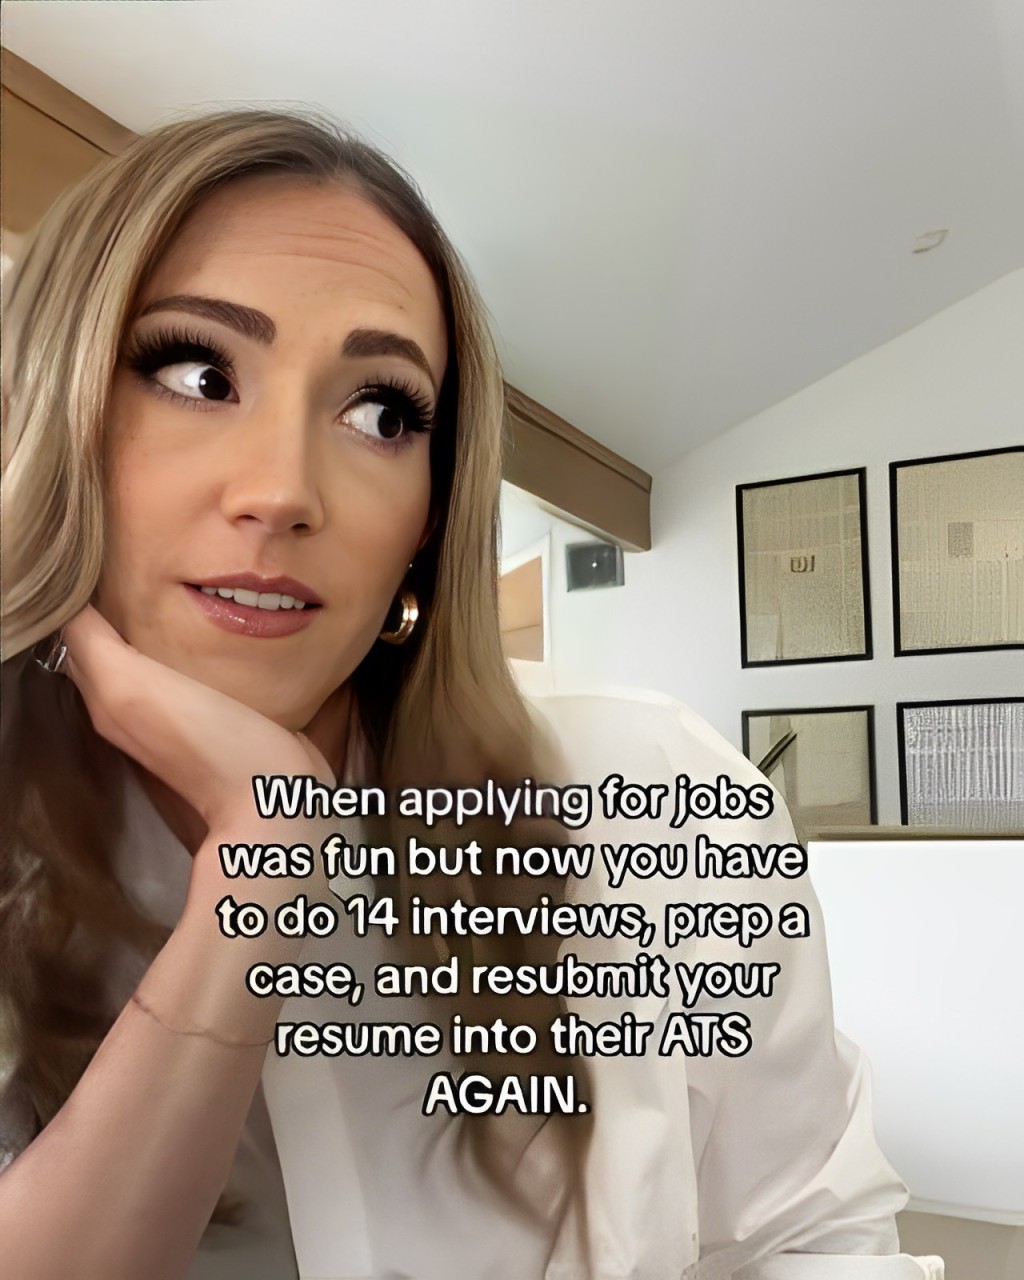 When applying for jobs
was fun but now you have
to do 14 interviews, prep a
case, and resubmit your
resume into their ATS
AGAIN.